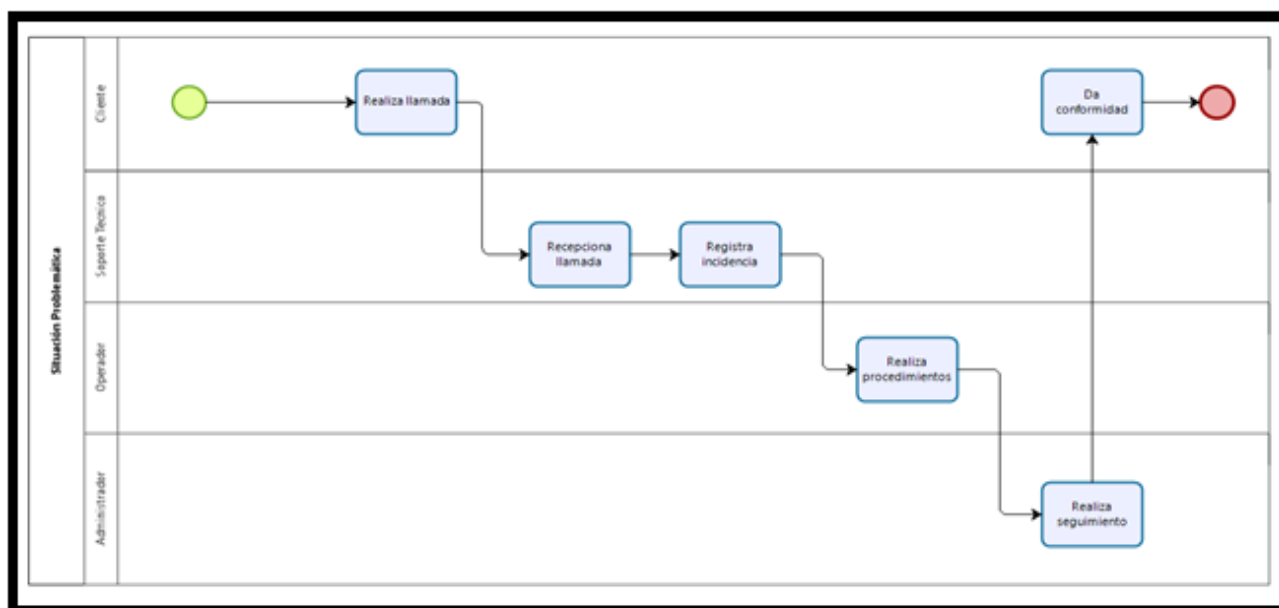 Situación Problemática
Cliente
Realiza llamada
Da
conformidad
Soporte Tecnico
Recepciona
llamada
Registra
incidencia
Operador
Realiza
procedimientos
Administrador
Realiza
seguimiento